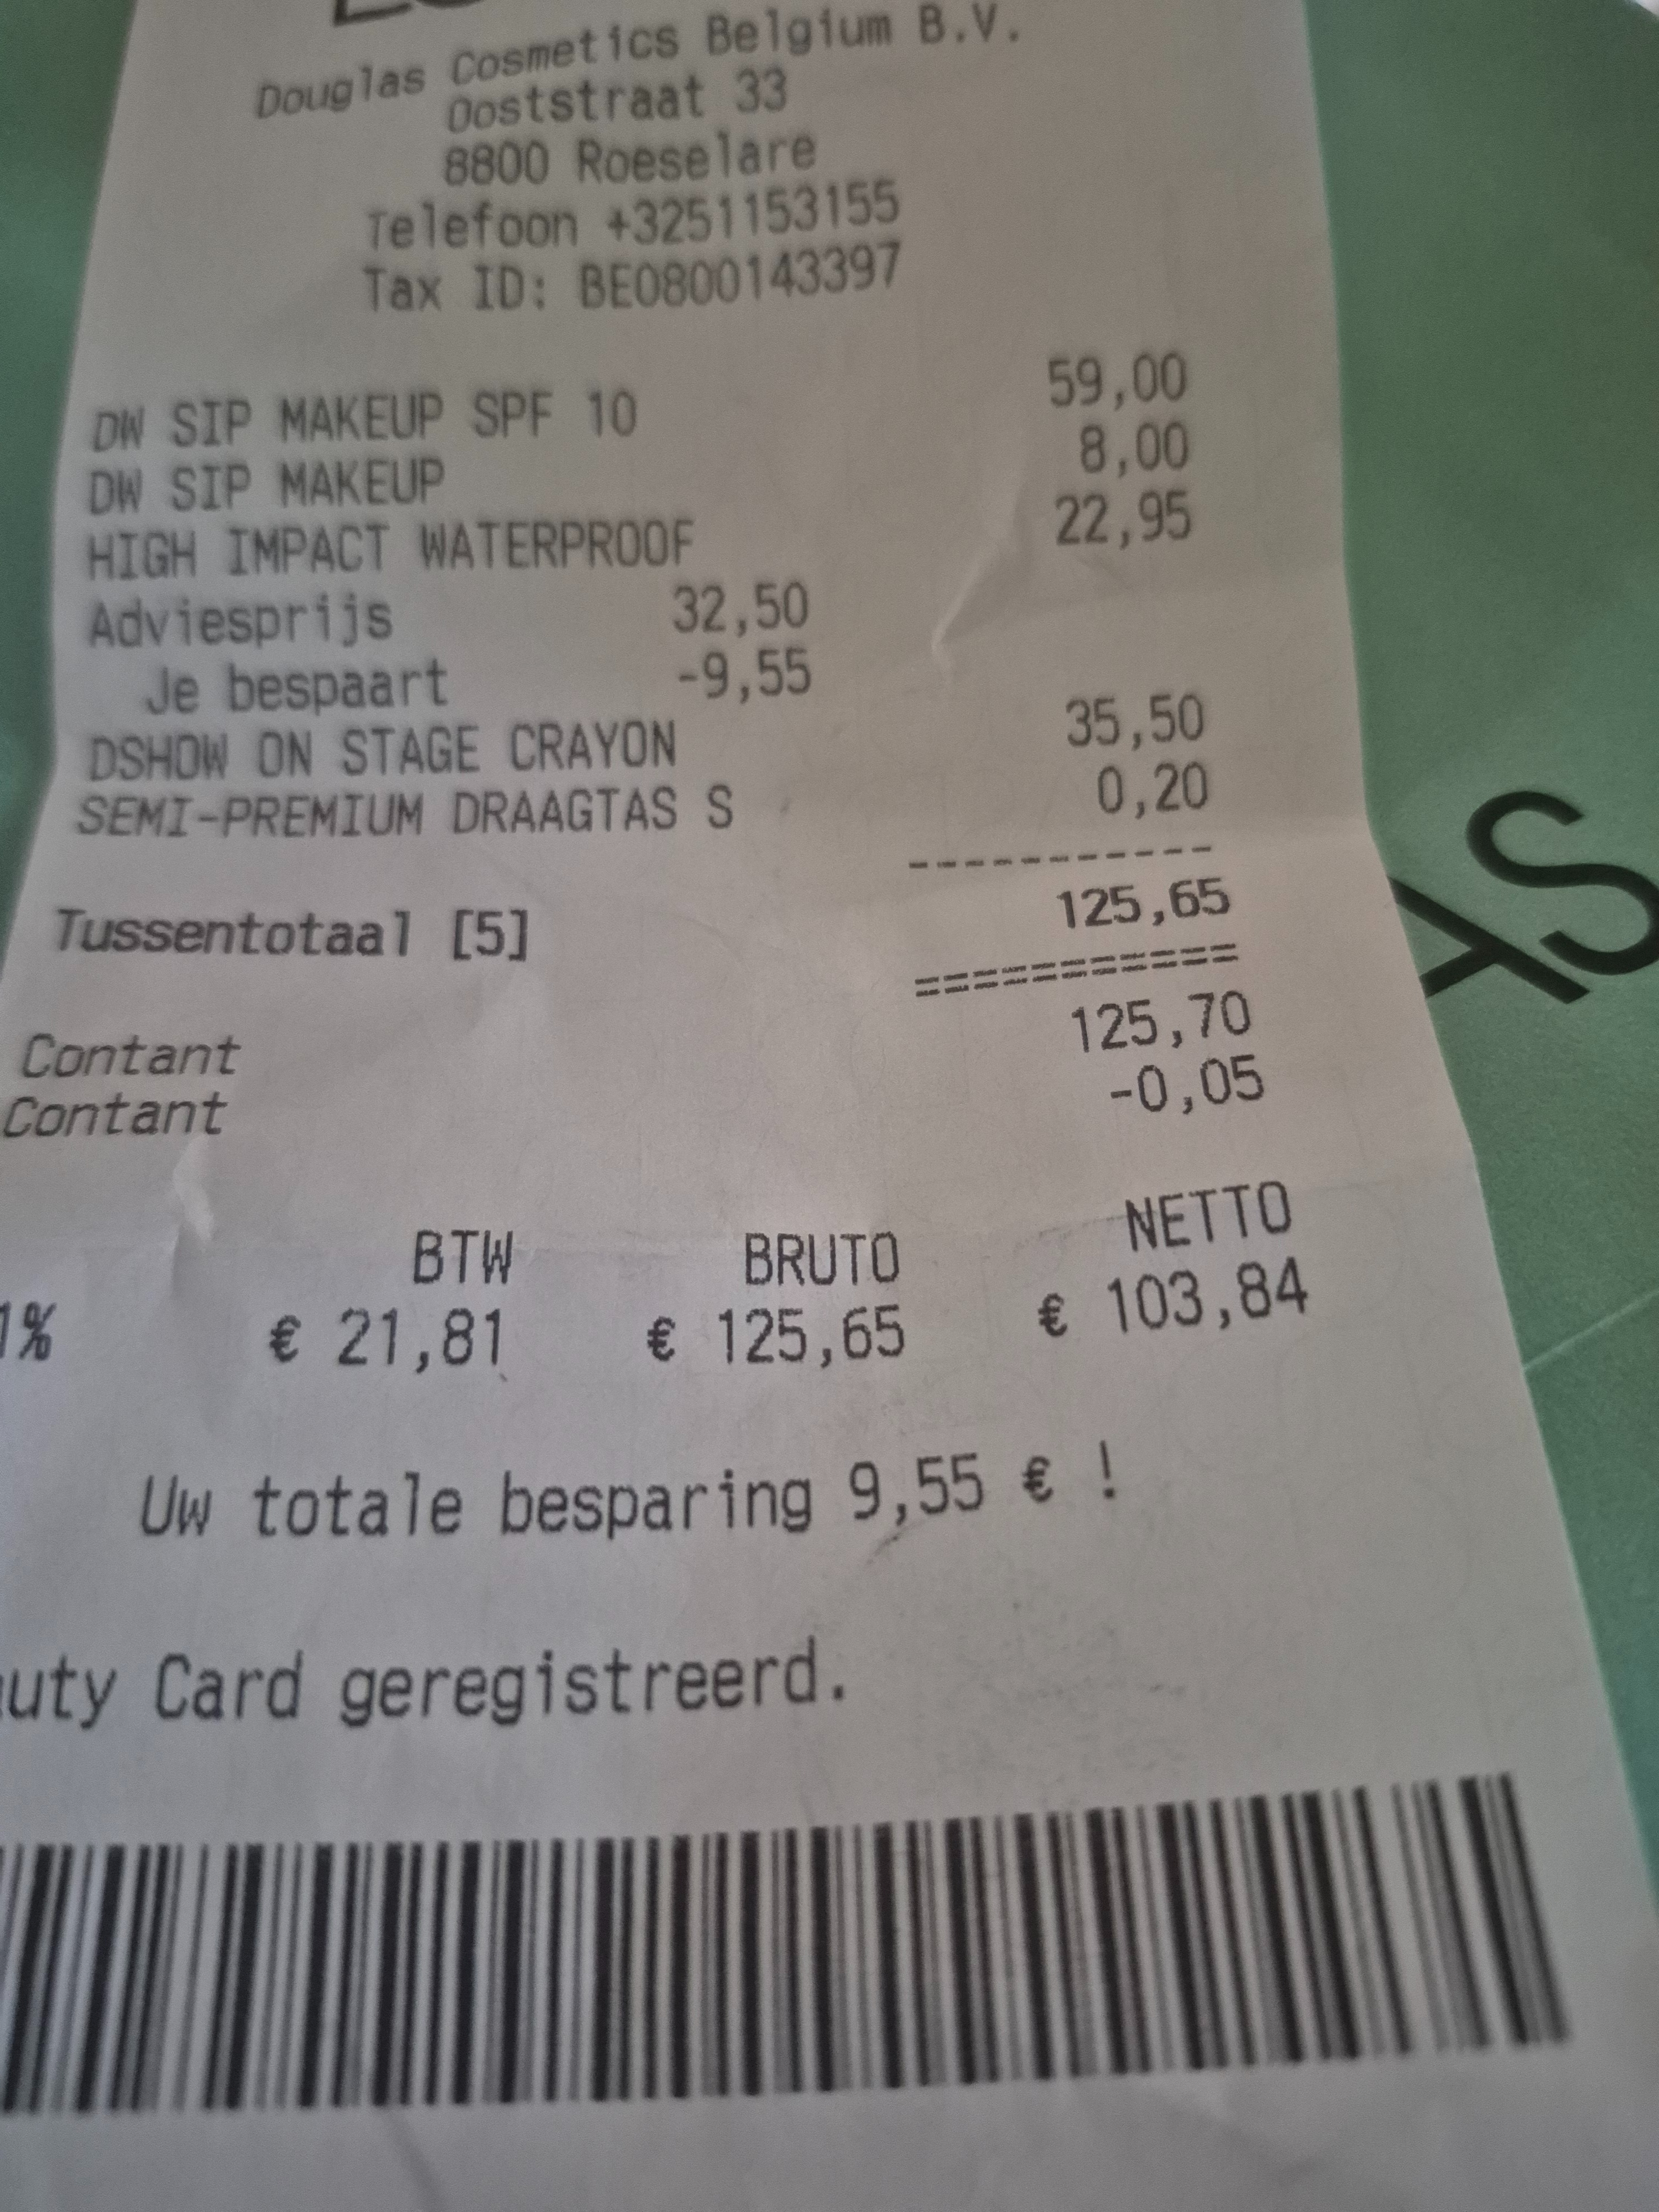 Douglas Cosmetics Belgium B.V.
Ooststraat 33
8800 Roeselare
Telefoon +3251153155
Tax ID: BE0800143397
DW SIP MAKEUP SPF 10 59,00
DW SIP MAKEUP 8,00
HIGH IMPACT WATERPROOF 22,95
Adviesprijs 32,50
Je bespaart -9,55
DSHOW ON STAGE CRAYON 35,50
SEMI-PREMIUM DRAAGTAS S 0,20
-----------
Tussentotaal [5] 125,65
===========
Contant 125,70
Contant -0,05
BTW BRUTO NETTO
1% € 21,81 € 125,65 € 103,84
Uw totale besparing 9,55 € !
uty Card geregistreerd.
AS